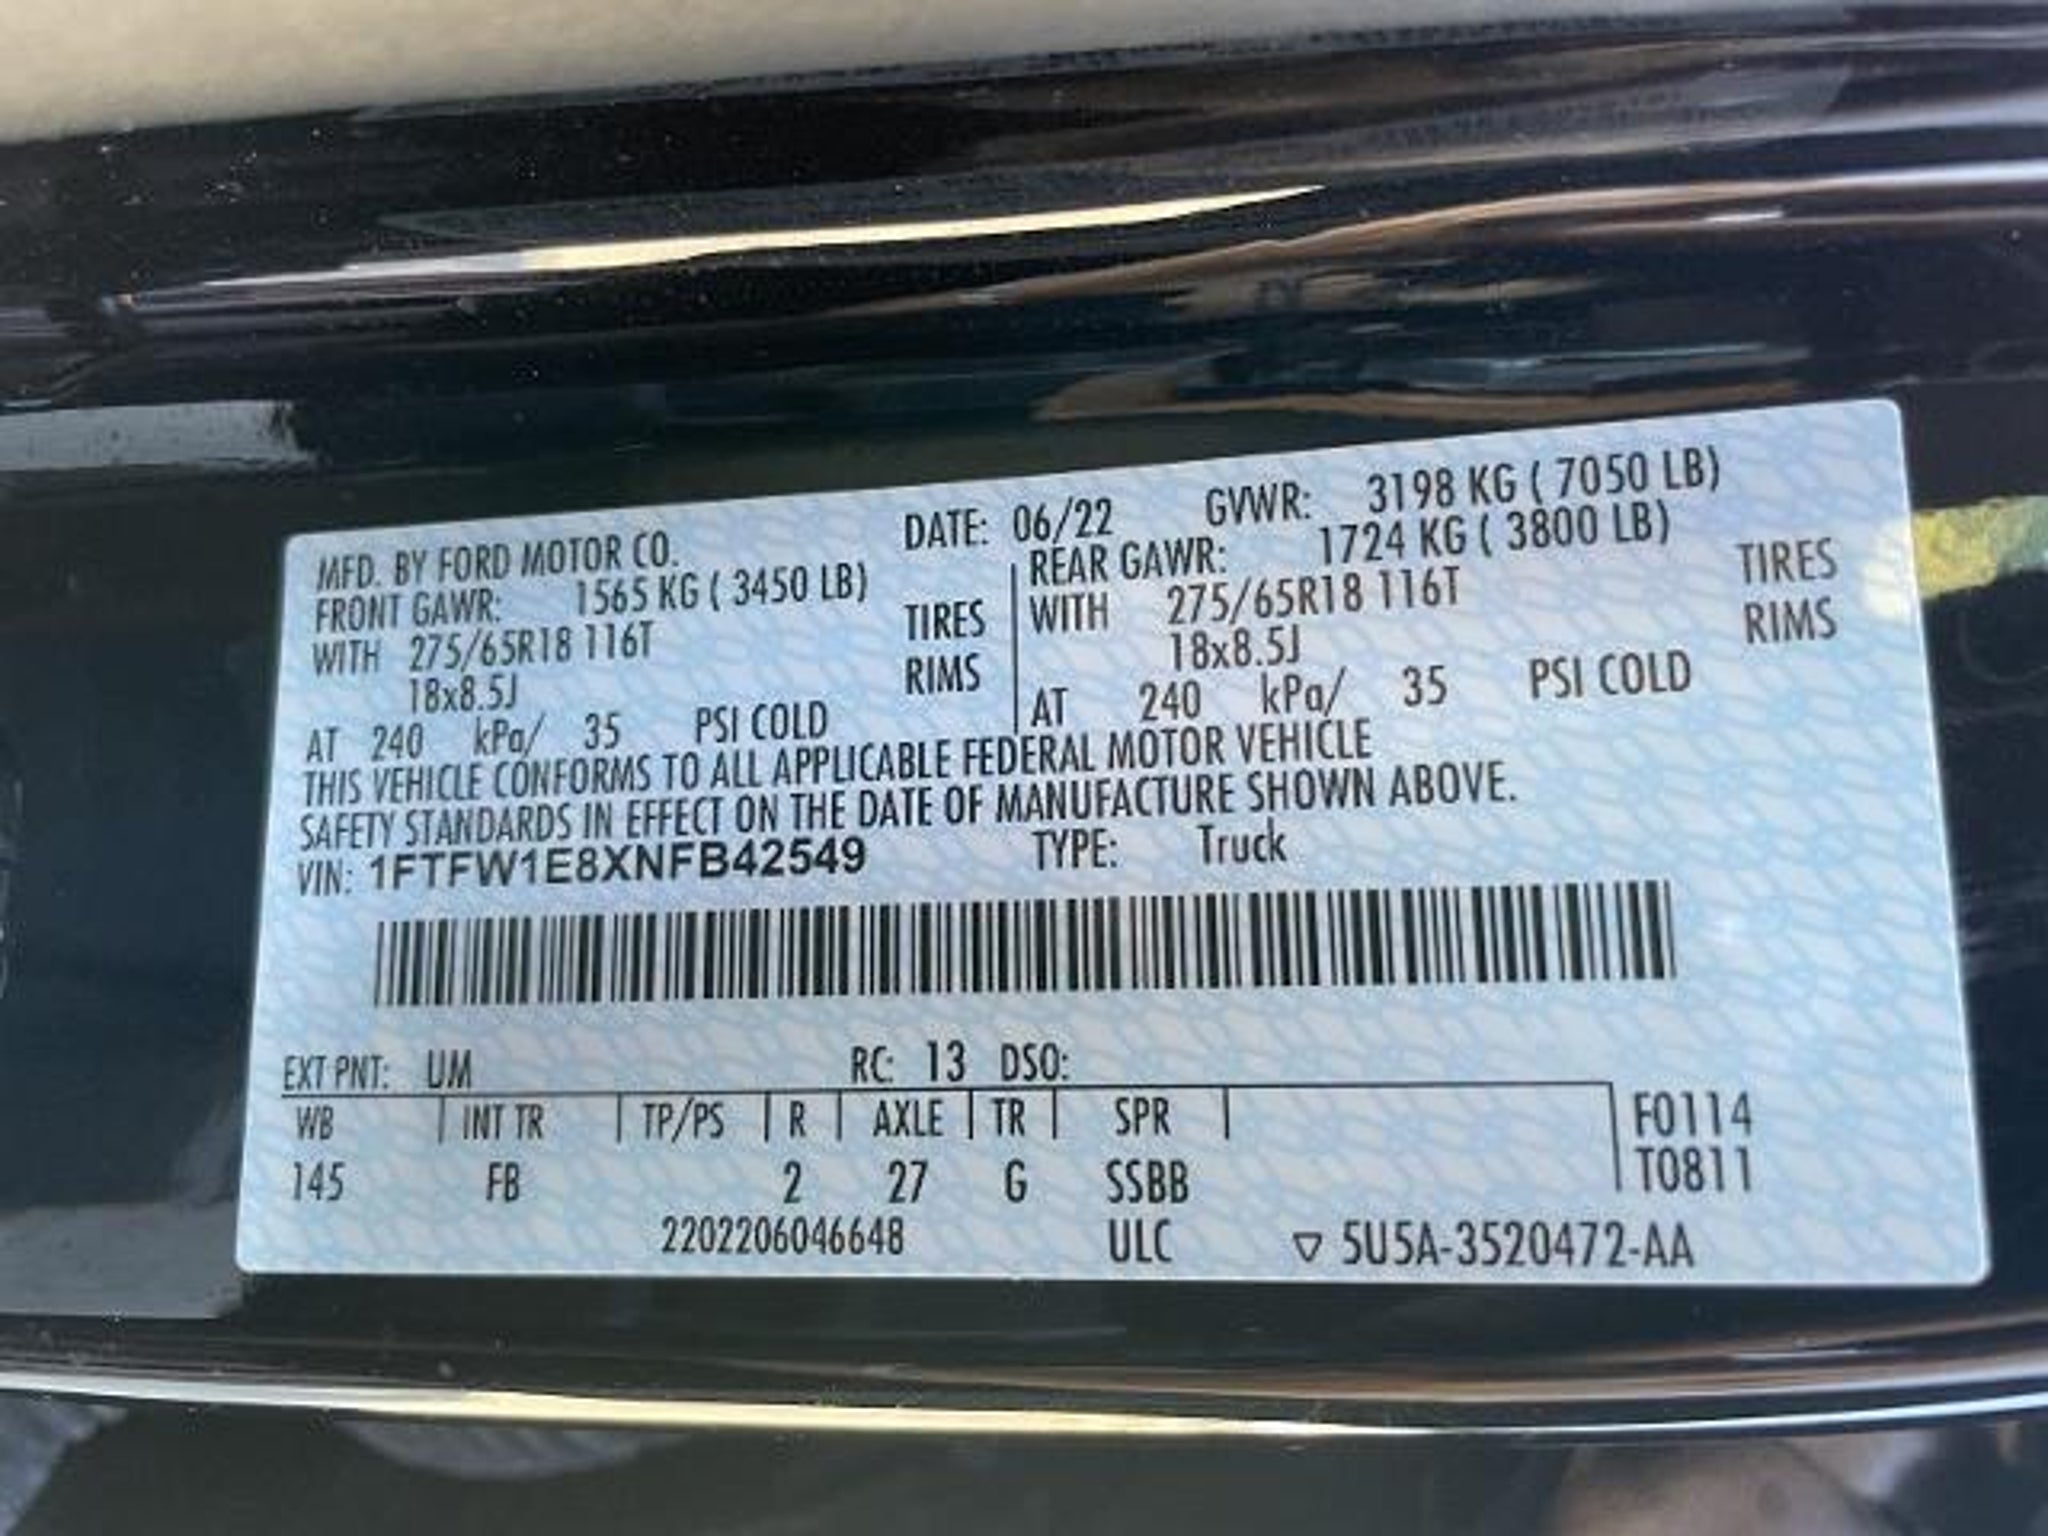 MFD. BY FORD MOTOR CO. DATE: 06/22 GVWR: 3198 KG ( 7050 LB)
FRONT GAWR: 1565 KG ( 3450 LB) REAR GAWR: 1724 KG ( 3800 LB)
WITH 275/65R18 116T TIRES WITH 275/65R18 116T TIRES
18x8.5J RIMS 18x8.5J RIMS
AT 240 kPa/ 35 PSI COLD AT 240 kPa/ 35 PSI COLD
THIS VEHICLE CONFORMS TO ALL APPLICABLE FEDERAL MOTOR VEHICLE
SAFETY STANDARDS IN EFFECT ON THE DATE OF MANUFACTURE SHOWN ABOVE.
VIN: 1FTFW1E8XNFB42549 TYPE: Truck
EXT PNT: UM RC: 13 DSO:
WB INT TR TP/PS R AXLE TR SPR F0114
145 FB 2 27 G SSBB T0811
2202206046648 ULC ▽ 5U5A-3520472-AA